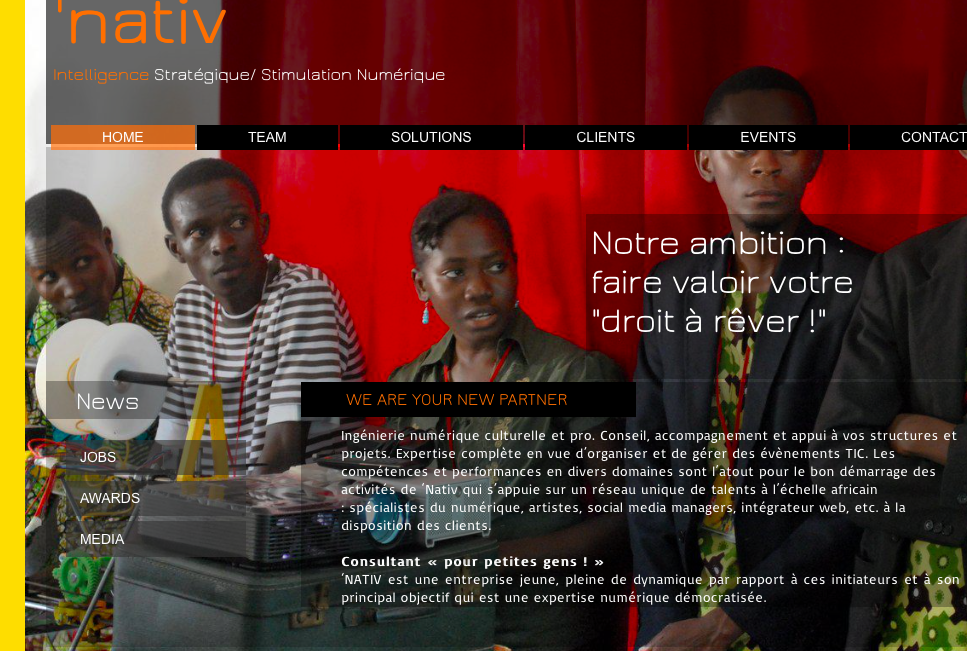 'nativ
Intelligence Stratégique/ Stimulation Numérique
HOME TEAM SOLUTIONS CLIENTS EVENTS CONTACT
Notre ambition :
faire valoir votre
"droit à rêver !"
News
JOBS
AWARDS
MEDIA
WE ARE YOUR NEW PARTNER
Ingénierie numérique culturelle et pro. Conseil, accompagnement et appui à vos structures et
projets. Expertise complète en vue d'organiser et de gérer des évènements TIC. Les
compétences et performances en divers domaines sont l'atout pour le bon démarrage des
activités de 'Nativ qui s'appuie sur un réseau unique de talents à l'échelle africain
: spécialistes du numérique, artistes, social media managers, intégrateur web, etc. à la
disposition des clients.
Consultant « pour petites gens ! »
'NATIV est une entreprise jeune, pleine de dynamique par rapport à ces initiateurs et à son
principal objectif qui est une expertise numérique démocratisée.